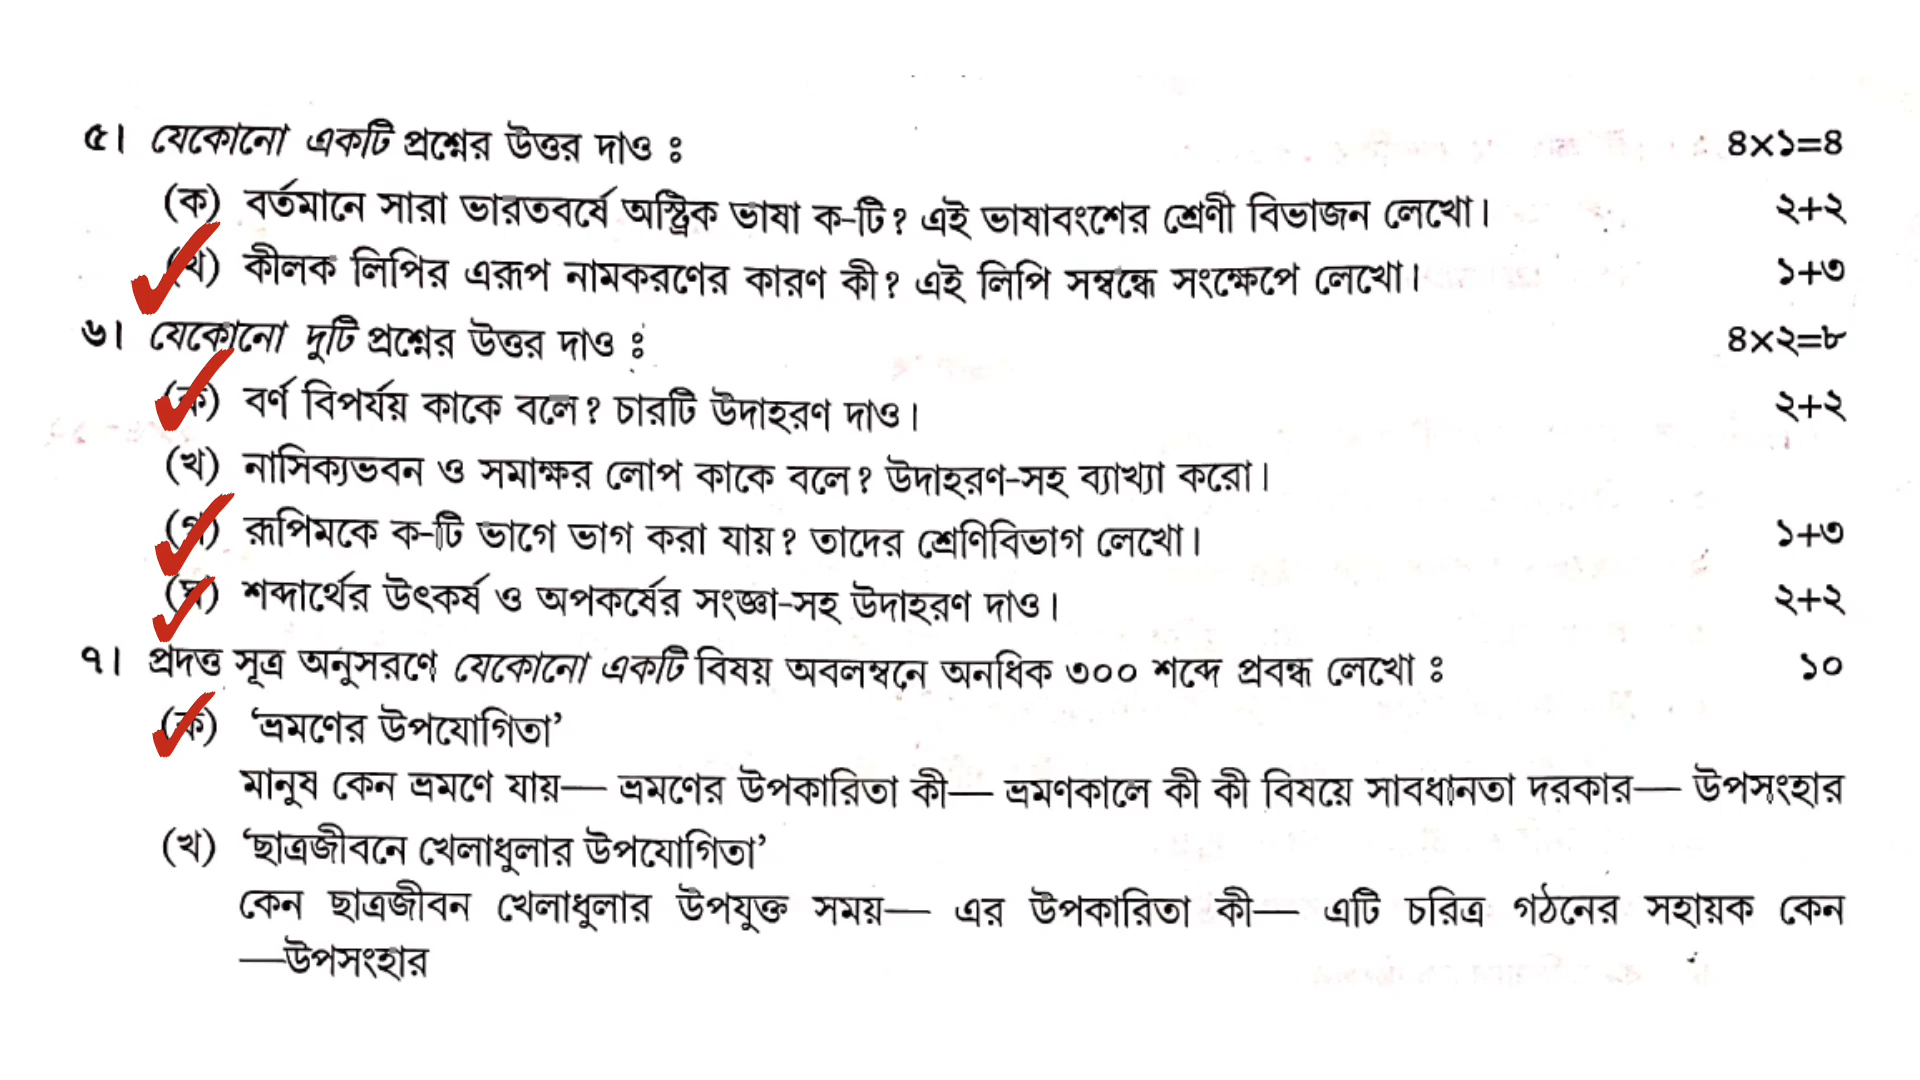 ৫। যেকোনো একটি প্রশ্নের উত্তর দাও ঃ ৪×১=৪
(ক) বর্তমানে সারা ভারতবর্ষে অস্ট্রিক ভাষা ক-টি? এই ভাষাবংশের শ্রেণী বিভাজন লেখো। ২+২
(খ) কীলক লিপির এরূপ নামকরণের কারণ কী? এই লিপি সম্বন্ধে সংক্ষেপে লেখো। ১+৩
৬। যেকোনো দুটি প্রশ্নের উত্তর দাও ঃ ৪×২=৮
(ক) বর্ণ বিপর্যয় কাকে বলে? চারটি উদাহরণ দাও। ২+২
(খ) নাসিক্যভবন ও সমাক্ষর লোপ কাকে বলে? উদাহরণ-সহ ব্যাখ্যা করো।
(গ) রূপিমকে ক-টি ভাগে ভাগ করা যায়? তাদের শ্রেণিবিভাগ লেখো। ১+৩
(ঘ) শব্দার্থের উৎকর্ষ ও অপকর্ষের সংজ্ঞা-সহ উদাহরণ দাও। ২+২
৭। প্রদত্ত সূত্র অনুসরণে যেকোনো একটি বিষয় অবলম্বনে অনধিক ৩০০ শব্দে প্রবন্ধ লেখো ঃ ১০
(ক) ‘ভ্রমণের উপযোগিতা’
মানুষ কেন ভ্রমণে যায়— ভ্রমণের উপকারিতা কী— ভ্রমণকালে কী কী বিষয়ে সাবধানতা দরকার— উপসংহার
(খ) ‘ছাত্রজীবনে খেলাধুলার উপযোগিতা’
কেন ছাত্রজীবন খেলাধুলার উপযুক্ত সময়— এর উপকারিতা কী— এটি চরিত্র গঠনের সহায়ক কেন
—উপসংহার